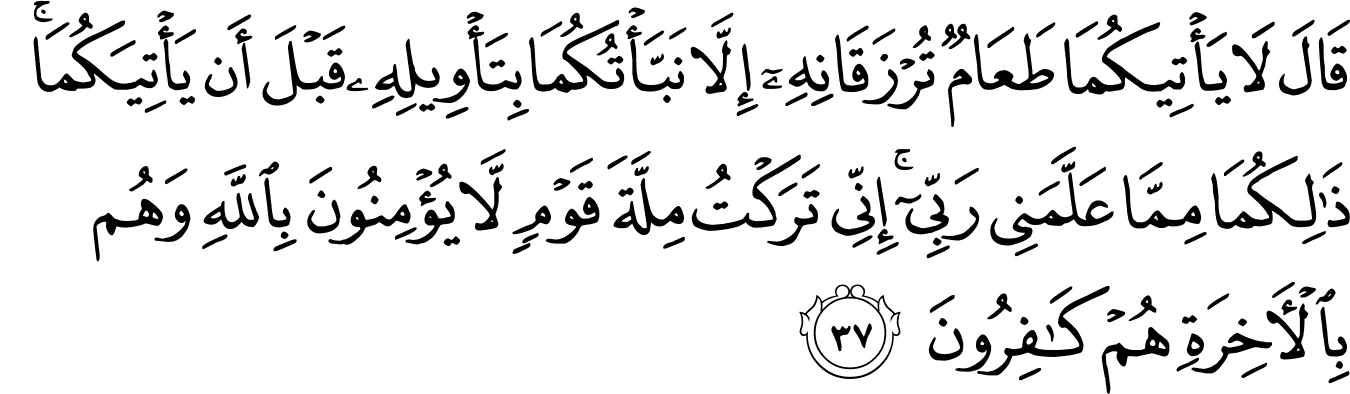 قَالَ لَا يَأْتِيكُمَا طَعَامٌ تُرْزَقَانِهِۦٓ إِلَّا نَبَّأْتُكُمَا بِتَأْوِيلِهِۦ قَبْلَ أَن يَأْتِيَكُمَا ۚ
ذَٰلِكُمَا مِمَّا عَلَّمَنِى رَبِّىٓ ۚ إِنِّى تَرَكْتُ مِلَّةَ قَوْمٍ لَّا يُؤْمِنُونَ بِٱللَّهِ وَهُم
بِٱلْأَخِرَةِ هُمْ كَـٰفِرُونَ ٣٧